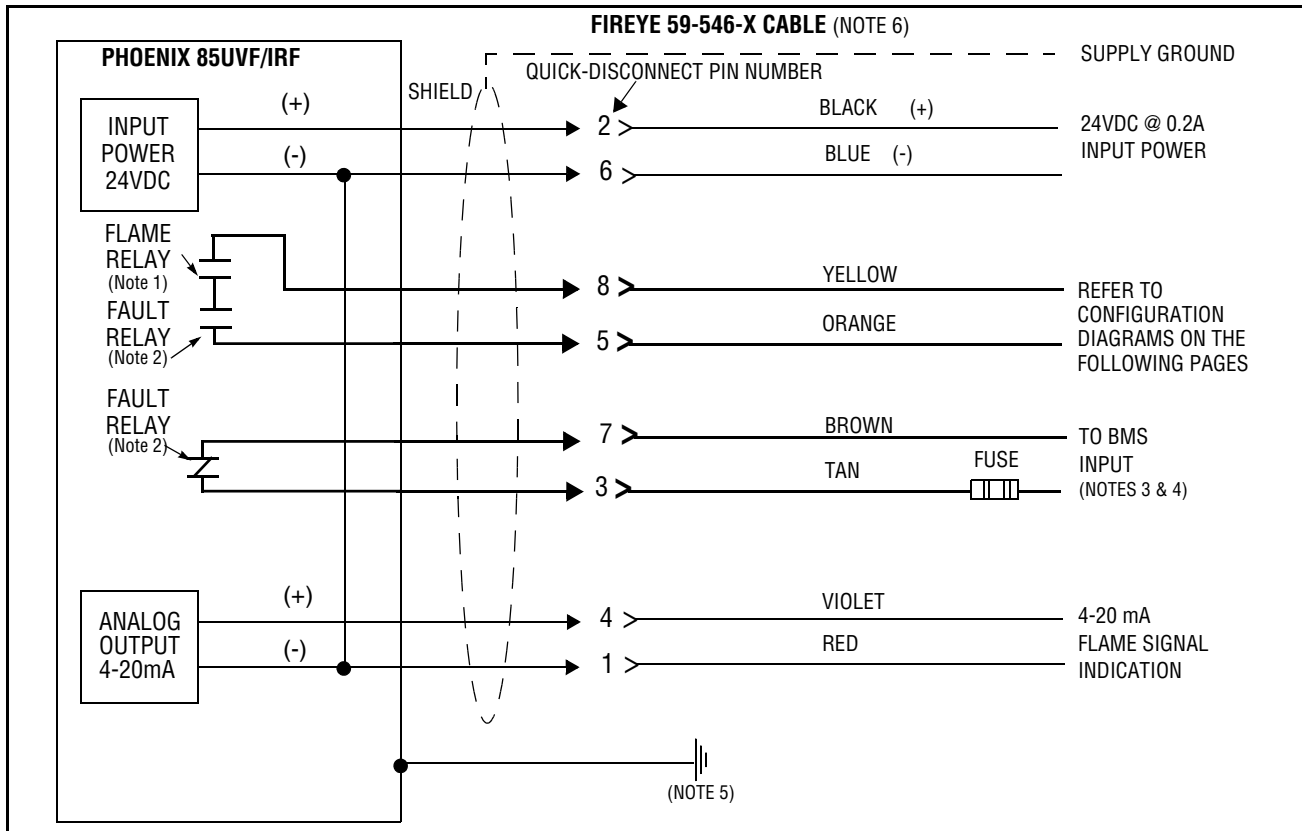 FIREYE 59-546-X CABLE (NOTE 6)
PHOENIX 85UVF/IRF
SUPPLY GROUND
QUICK-DISCONNECT PIN NUMBER
SHIELD
INPUT
POWER
24VDC
(+)
(-)
2
BLACK (+)
6
BLUE (-)
24VDC @ 0.2A
INPUT POWER
FLAME
RELAY
(Note 1)
FAULT
RELAY
(Note 2)
8
YELLOW
5
ORANGE
REFER TO
CONFIGURATION
DIAGRAMS ON THE
FOLLOWING PAGES
FAULT
RELAY
(Note 2)
7
BROWN
3
TAN
FUSE
TO BMS
INPUT
(NOTES 3 & 4)
ANALOG
OUTPUT
4-20mA
(+)
(-)
4
VIOLET
1
RED
4-20 mA
FLAME SIGNAL
INDICATION
(NOTE 5)